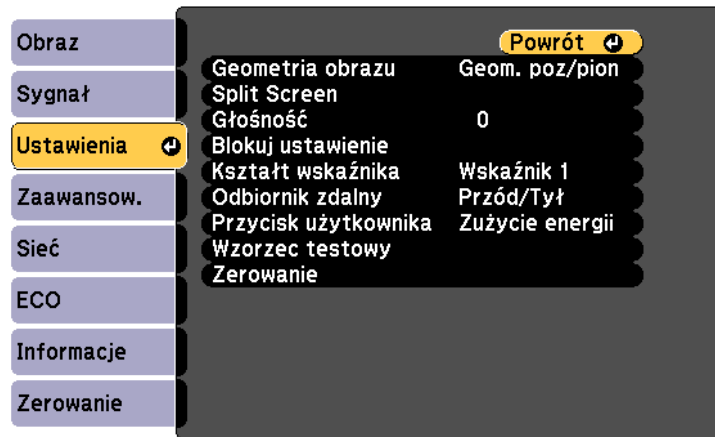 Obraz
Sygnał
Ustawienia
Zaawansow.
Sieć
ECO
Informacje
Zerowanie
Powrót
Geometria obrazu Geom. poz/pion
Split Screen
Głośność 0
Blokuj ustawienie
Kształt wskaźnika Wskaźnik 1
Odbiornik zdalny Przód/Tył
Przycisk użytkownika Zużycie energii
Wzorzec testowy
Zerowanie